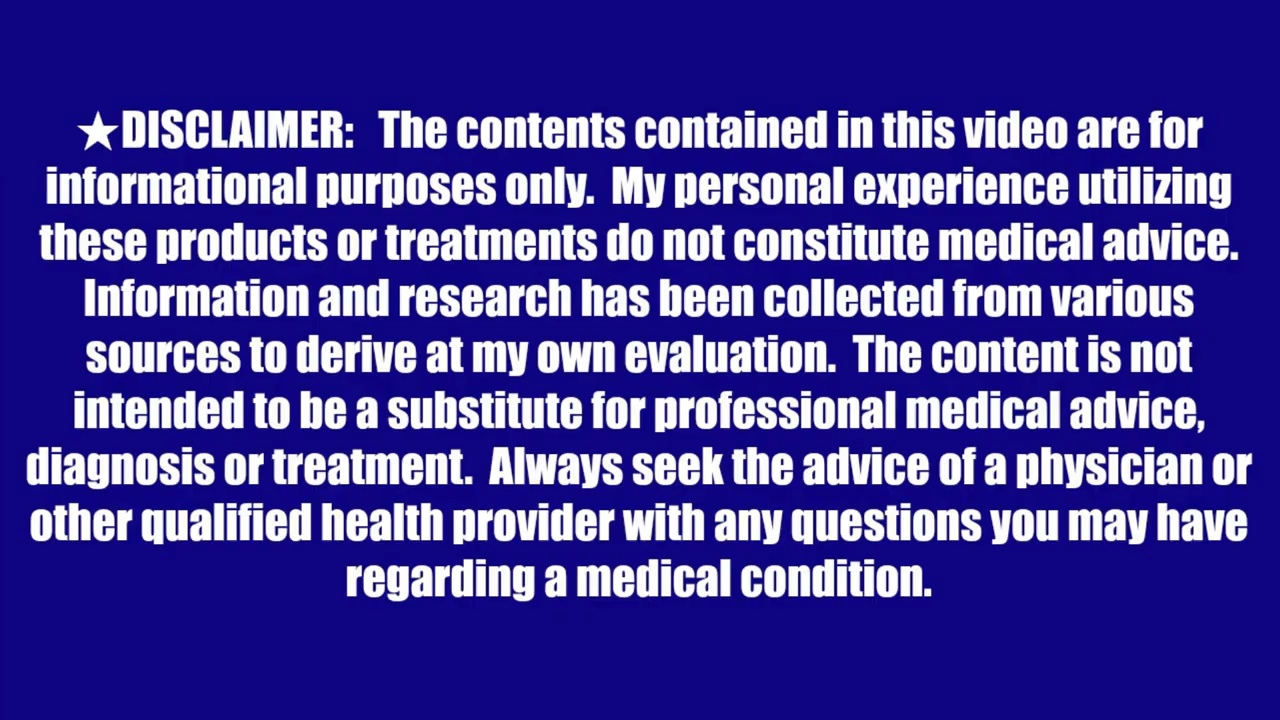 ★DISCLAIMER:  The contents contained in this video are for
informational purposes only.  My personal experience utilizing
these products or treatments do not constitute medical advice.
Information and research has been collected from various
sources to derive at my own evaluation.  The content is not
intended to be a substitute for professional medical advice,
diagnosis or treatment.  Always seek the advice of a physician or
other qualified health provider with any questions you may have
regarding a medical condition.